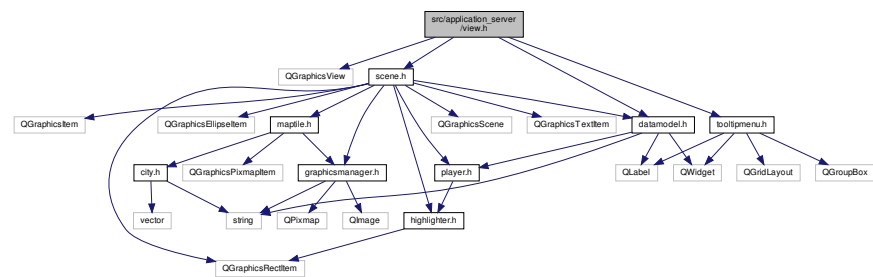 src/application_server
/view.h
QGraphicsView
scene.h
QGraphicsItem
QGraphicsEllipseItem
maptile.h
QGraphicsScene
QGraphicsTextItem
datamodel.h
tooltipmenu.h
city.h
QGraphicsPixmapItem
graphicsmanager.h
player.h
QLabel
QWidget
QGridLayout
QGroupBox
vector
string
QPixmap
QImage
highlighter.h
QGraphicsRectItem